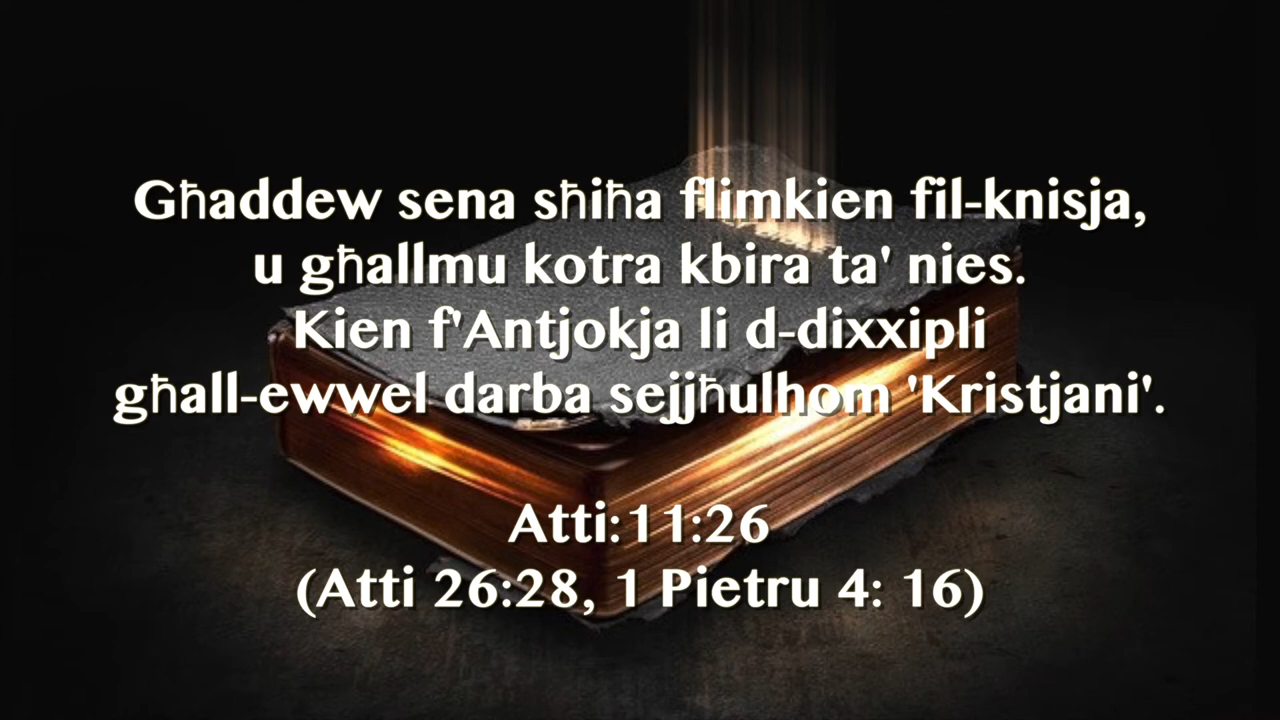 Għaddew sena sħiħa flimkien fil-knisja,
u għallmu kotra kbira ta' nies.
Kien f'Antjokja li d-dixxipli
għall-ewwel darba sejjħulhom 'Kristjani'.
Atti:11:26
(Atti 26:28, 1 Pietru 4: 16)